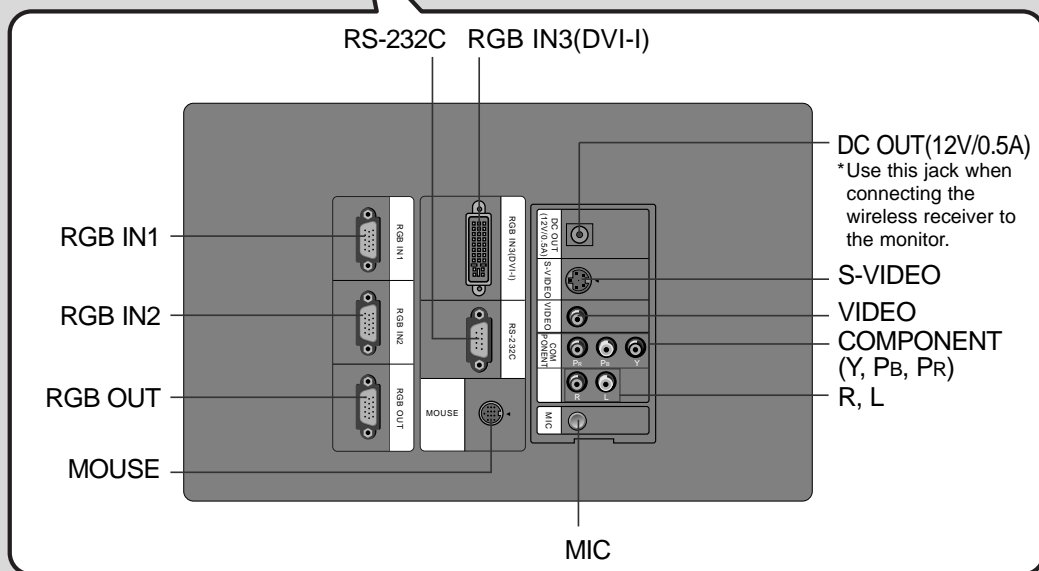 RS-232C RGB IN3(DVI-I)
DC OUT(12V/0.5A)
*Use this jack when
connecting the
wireless receiver to
the monitor.
S-VIDEO
VIDEO
COMPONENT
(Y, PB, PR)
R, L
RGB IN1
RGB IN2
RGB OUT
MOUSE
MIC
RGB IN1
RGB IN2
RGB OUT
RGB IN3(DVI-I)
RS-232C
MOUSE
DC OUT
(12V/0.5A)
S-VIDEO
VIDEO
COM
PONENT
PR PB Y
R L
MIC